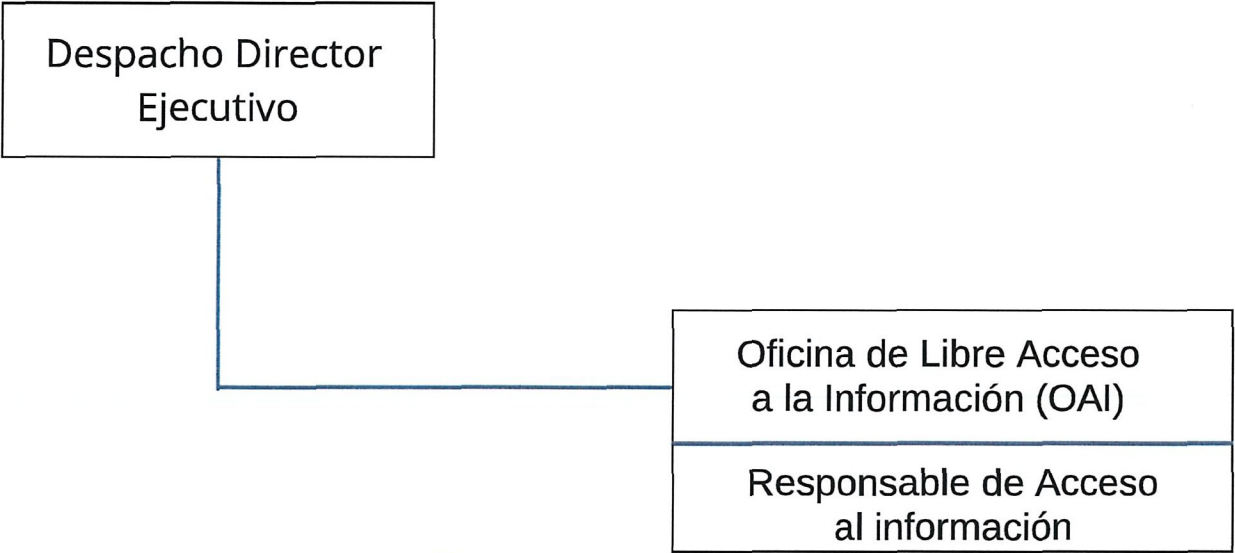 Despacho Director
Ejecutivo
Oficina de Libre Acceso
a la Información (OAI)
Responsable de Acceso
al información